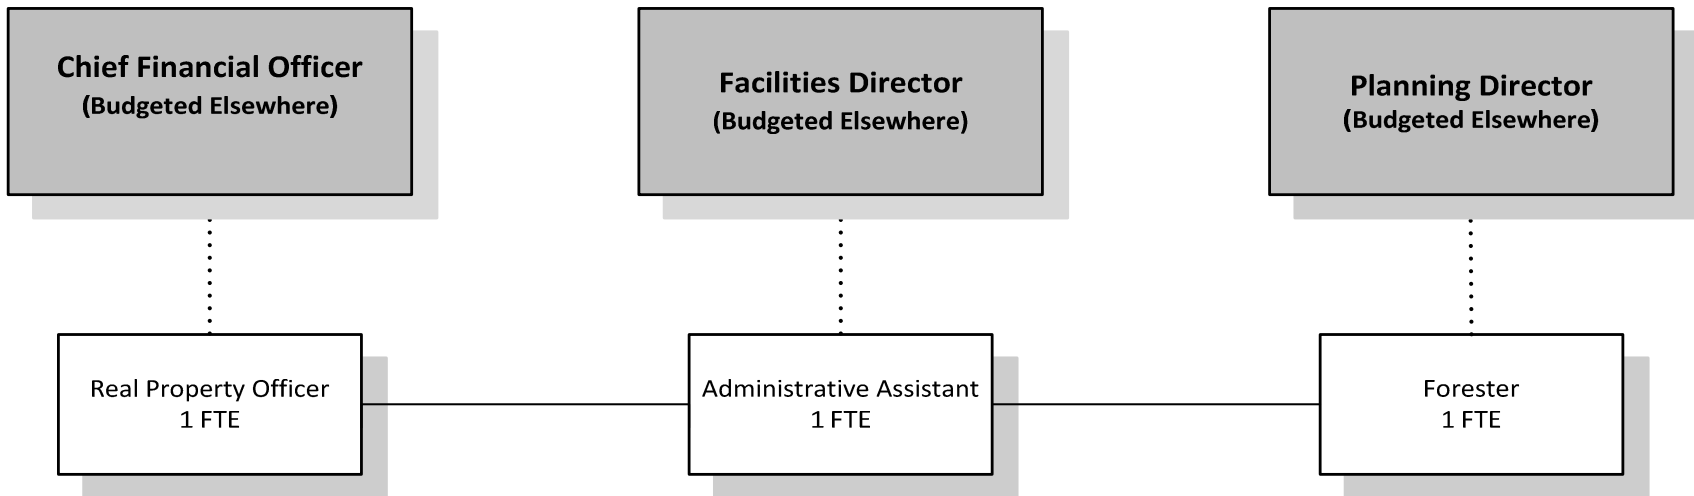 Chief Financial Officer
(Budgeted Elsewhere)
Facilities Director
(Budgeted Elsewhere)
Planning Director
(Budgeted Elsewhere)
Real Property Officer
1 FTE
Administrative Assistant
1 FTE
Forester
1 FTE